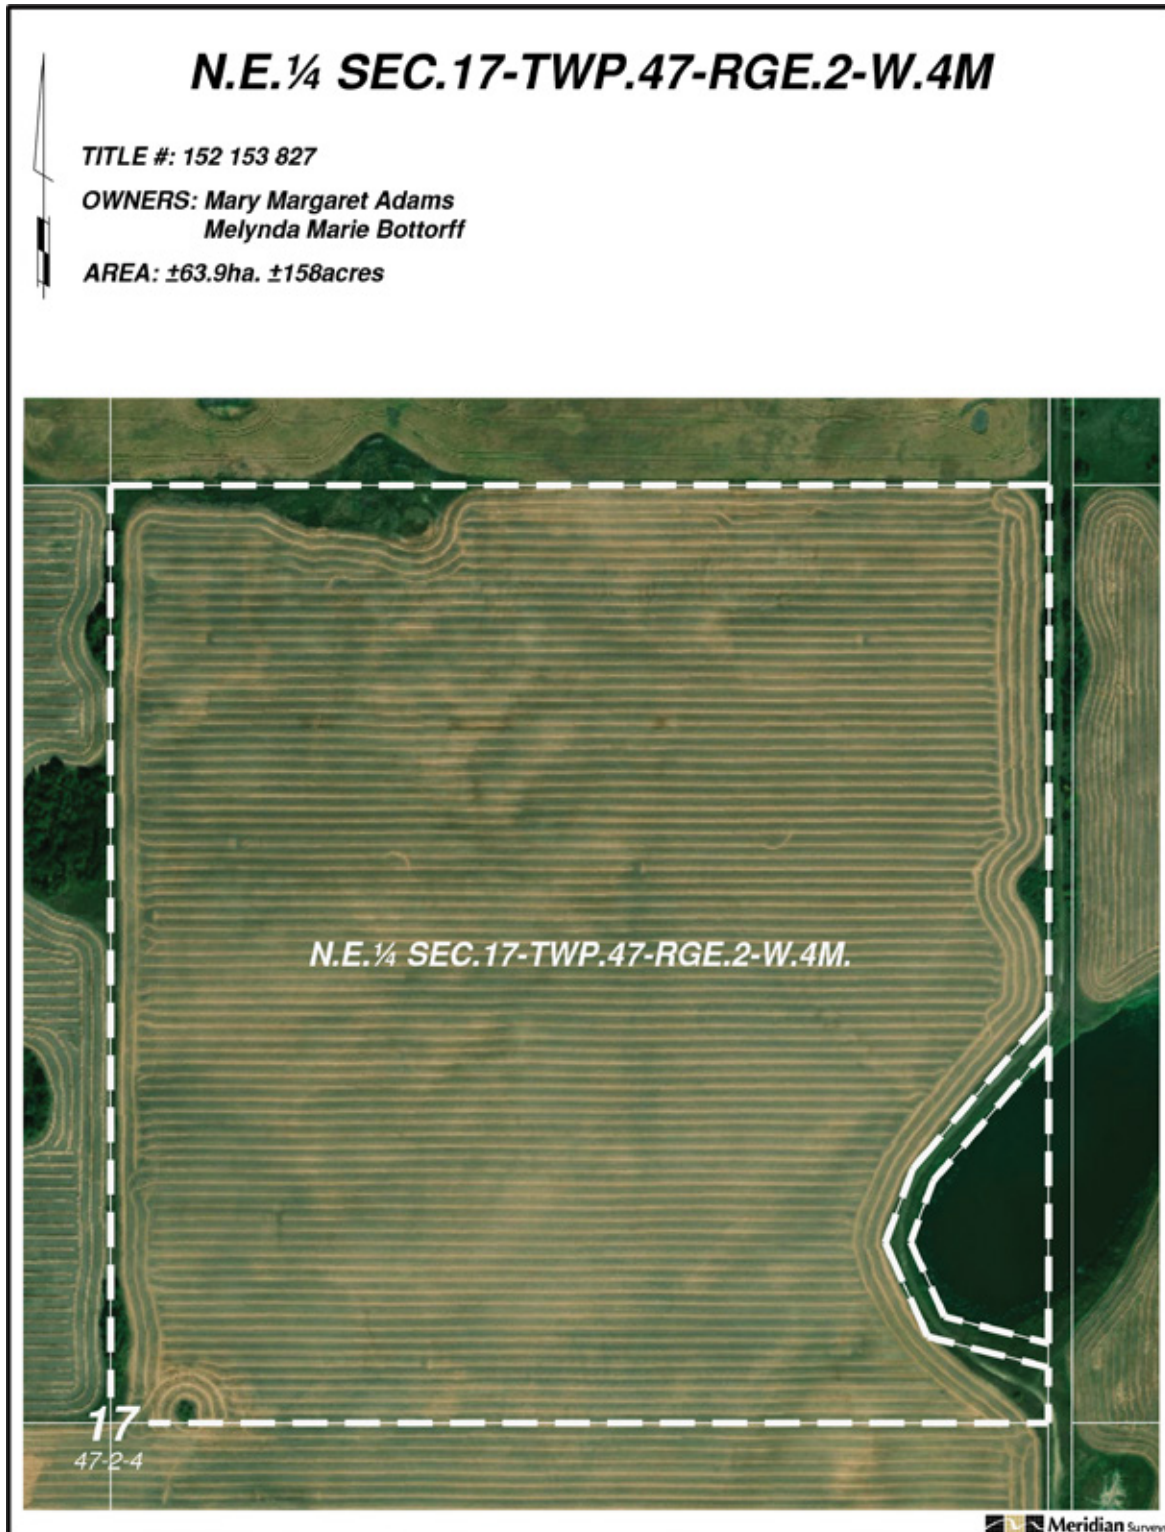 N.E.¼ SEC.17-TWP.47-RGE.2-W.4M
TITLE #: 152 153 827
OWNERS: Mary Margaret Adams
Melynda Marie Bottorff
AREA: ±63.9ha. ±158acres
N.E.¼ SEC.17-TWP.47-RGE.2-W.4M.
17
47-2-4
Meridian